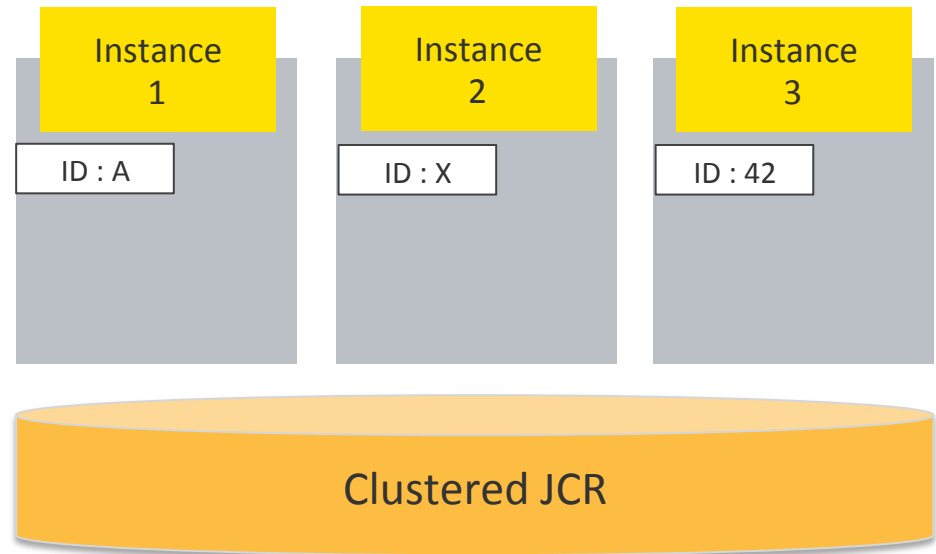 Instance
1
Instance
2
Instance
3
ID : A
ID : X
ID : 42
Clustered JCR